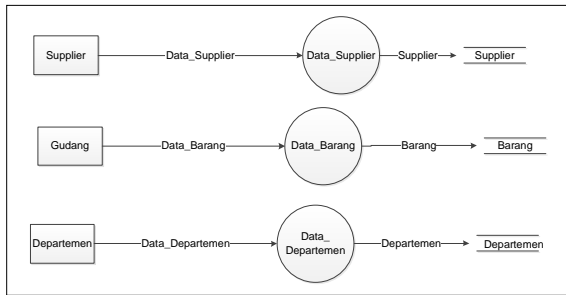 Supplier Data_Supplier Data_Supplier Supplier Supplier
Gudang Data_Barang Data_Barang Barang Barang
Departemen Data_Departemen Data_ Departemen Departemen
Departemen